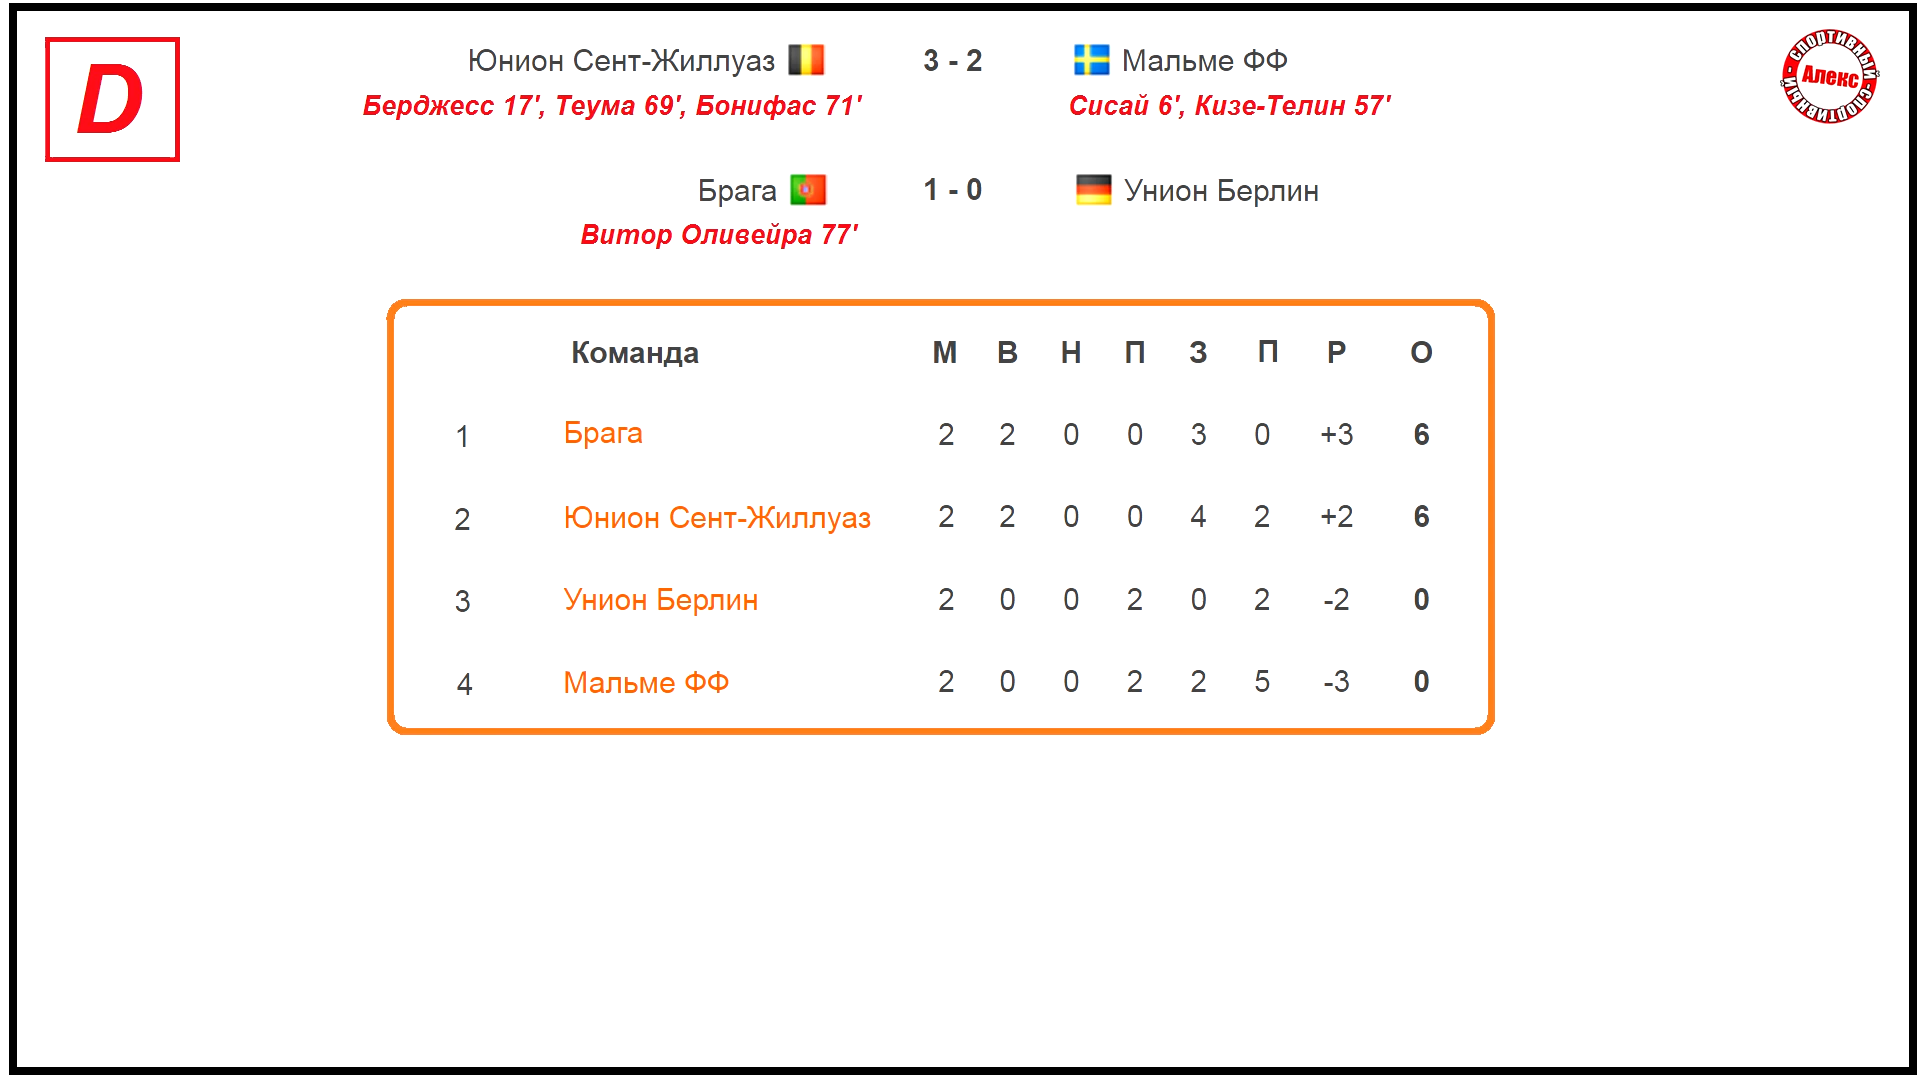 D
Юнион Сент-Жиллуаз 3 - 2 Мальме ФФ
Берджесс 17', Теума 69', Бонифас 71' Сисай 6', Кизе-Телин 57'
- СПОРТИВНЫЙ - СПОРТИВНЫЙ
Алекс
Брага 1 - 0 Унион Берлин
Витор Оливейра 77'
Команда М В Н П З П Р О
1 Брага 2 2 0 0 3 0 +3 6
2 Юнион Сент-Жиллуаз 2 2 0 0 4 2 +2 6
3 Унион Берлин 2 0 0 2 0 2 -2 0
4 Мальме ФФ 2 0 0 2 2 5 -3 0